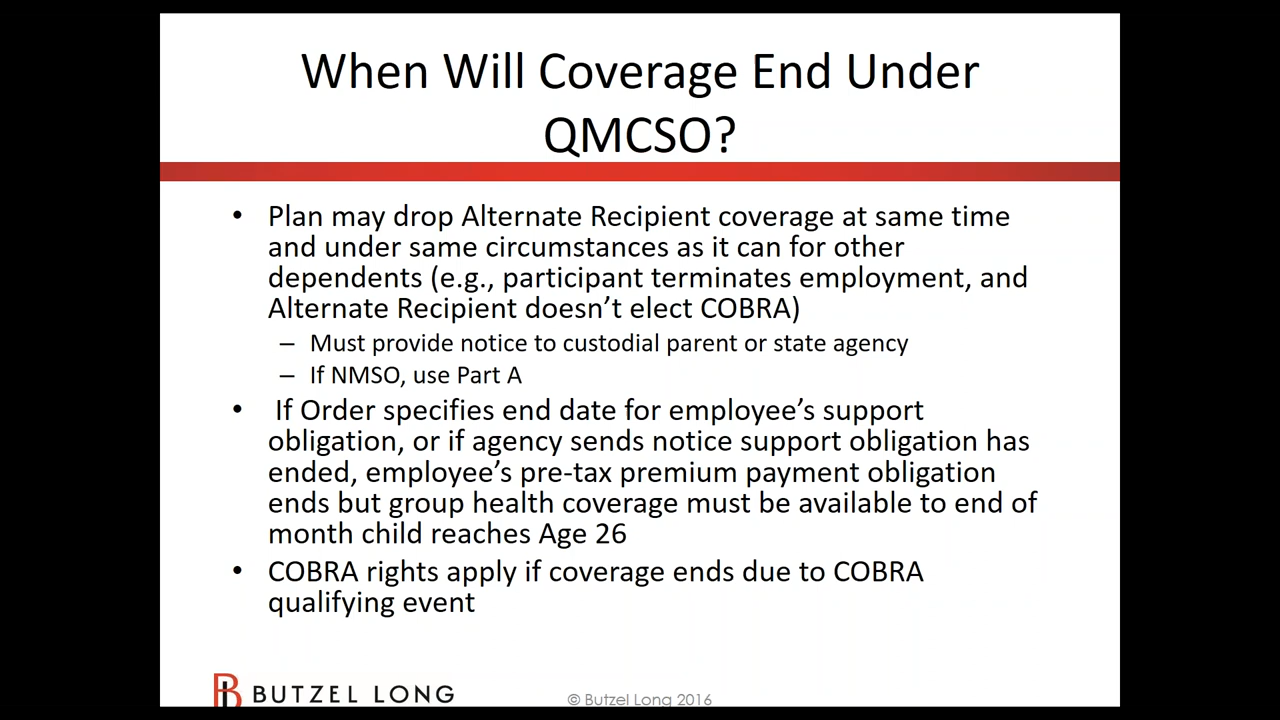 When Will Coverage End Under
QMCSO?
• Plan may drop Alternate Recipient coverage at same time
and under same circumstances as it can for other
dependents (e.g., participant terminates employment, and
Alternate Recipient doesn't elect COBRA)
– Must provide notice to custodial parent or state agency
– If NMSO, use Part A
• If Order specifies end date for employee's support
obligation, or if agency sends notice support obligation has
ended, employee's pre-tax premium payment obligation
ends but group health coverage must be available to end of
month child reaches Age 26
• COBRA rights apply if coverage ends due to COBRA
qualifying event
BUTZEL LONG
© Butzel Long 2016